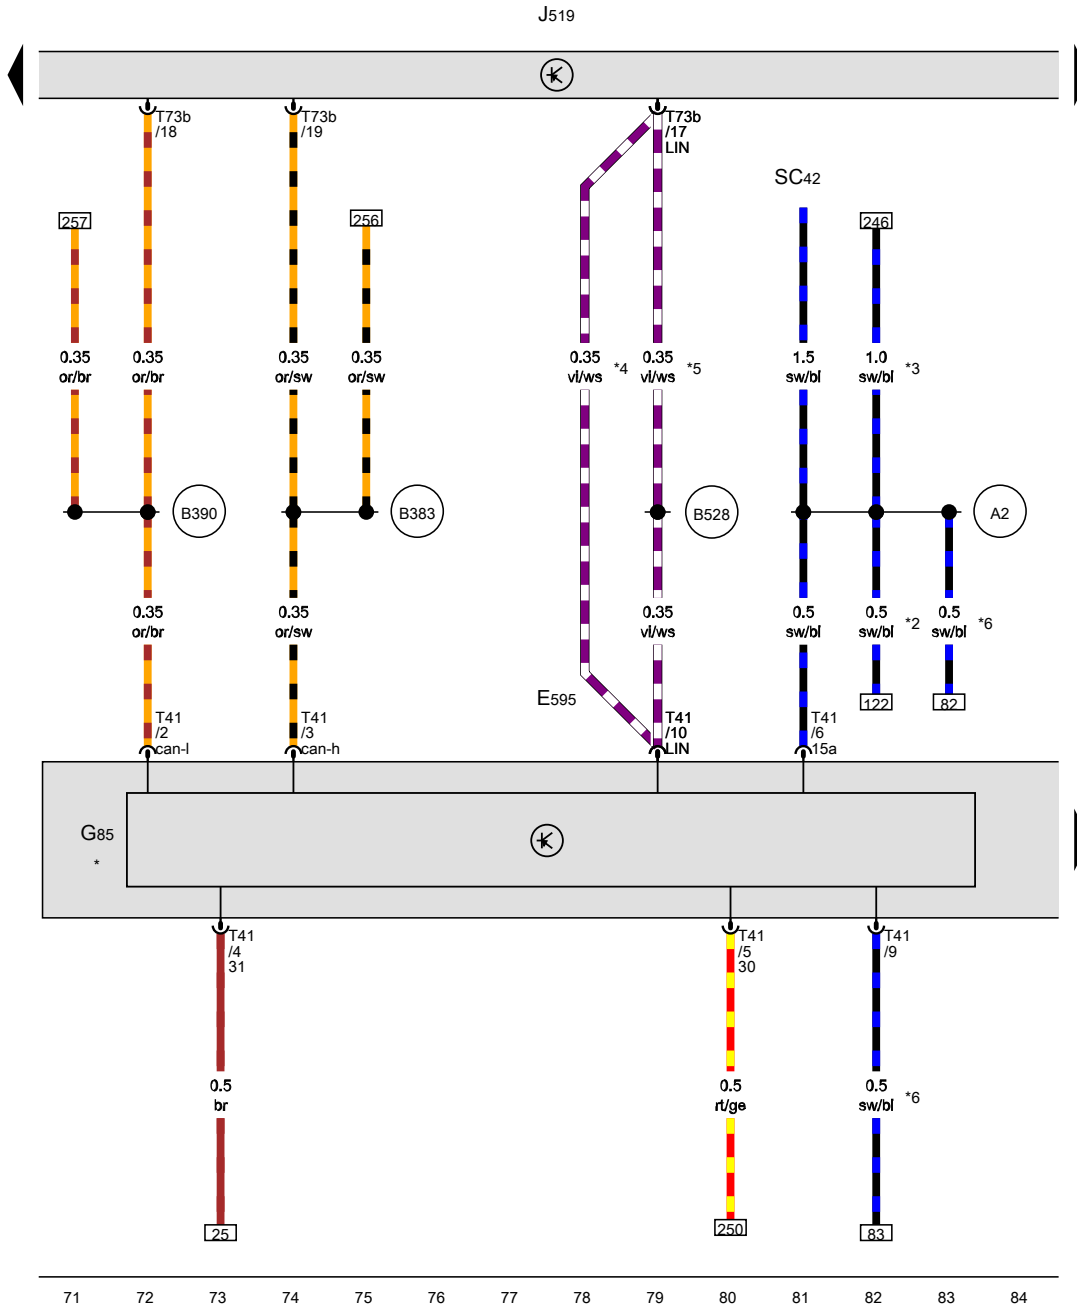 J519
T73b
/18
T73b
/19
T73b
/17
LIN
SC42
257
256
246
0.35
or/br
0.35
or/br
0.35
or/sw
0.35
or/sw
0.35
vi/ws
*4
0.35
vi/ws
*5
1.5
sw/bl
1.0
sw/bl
*3
B390
B383
B528
A2
0.35
or/br
0.35
or/sw
0.35
vi/ws
0.5
sw/bl
0.5
sw/bl
*2
0.5
sw/bl
*6
E595
122
82
T41
/2
can-l
T41
/3
can-h
T41
/10
LIN
T41
/6
15a
G85
*
T41
/4
31
T41
/5
30
T41
/9
0.5
br
0.5
rt/ge
0.5
sw/bl
*6
25
250
83
71 72 73 74 75 76 77 78 79 80 81 82 83 84